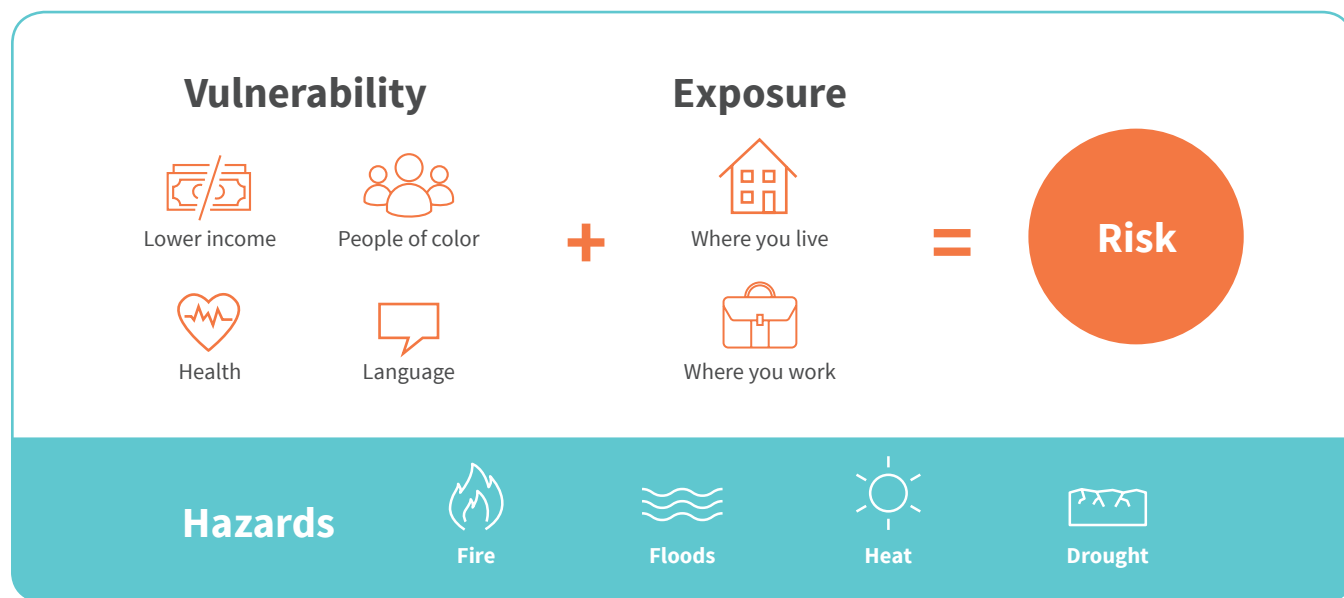 Vulnerability
Lower income
People of color
Health
Language
+
Exposure
Where you live
Where you work
=
Risk
Hazards
Fire
Floods
Heat
Drought